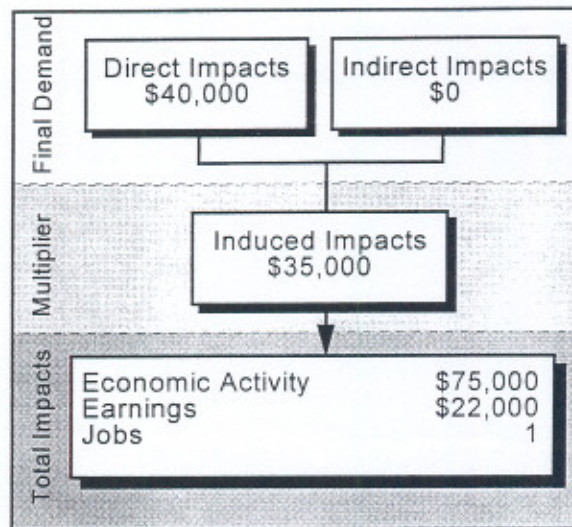 Final Demand
Direct Impacts
$40,000
Indirect Impacts
$0
Multiplier
Induced Impacts
$35,000
Total Impacts
Economic Activity $75,000
Earnings $22,000
Jobs 1